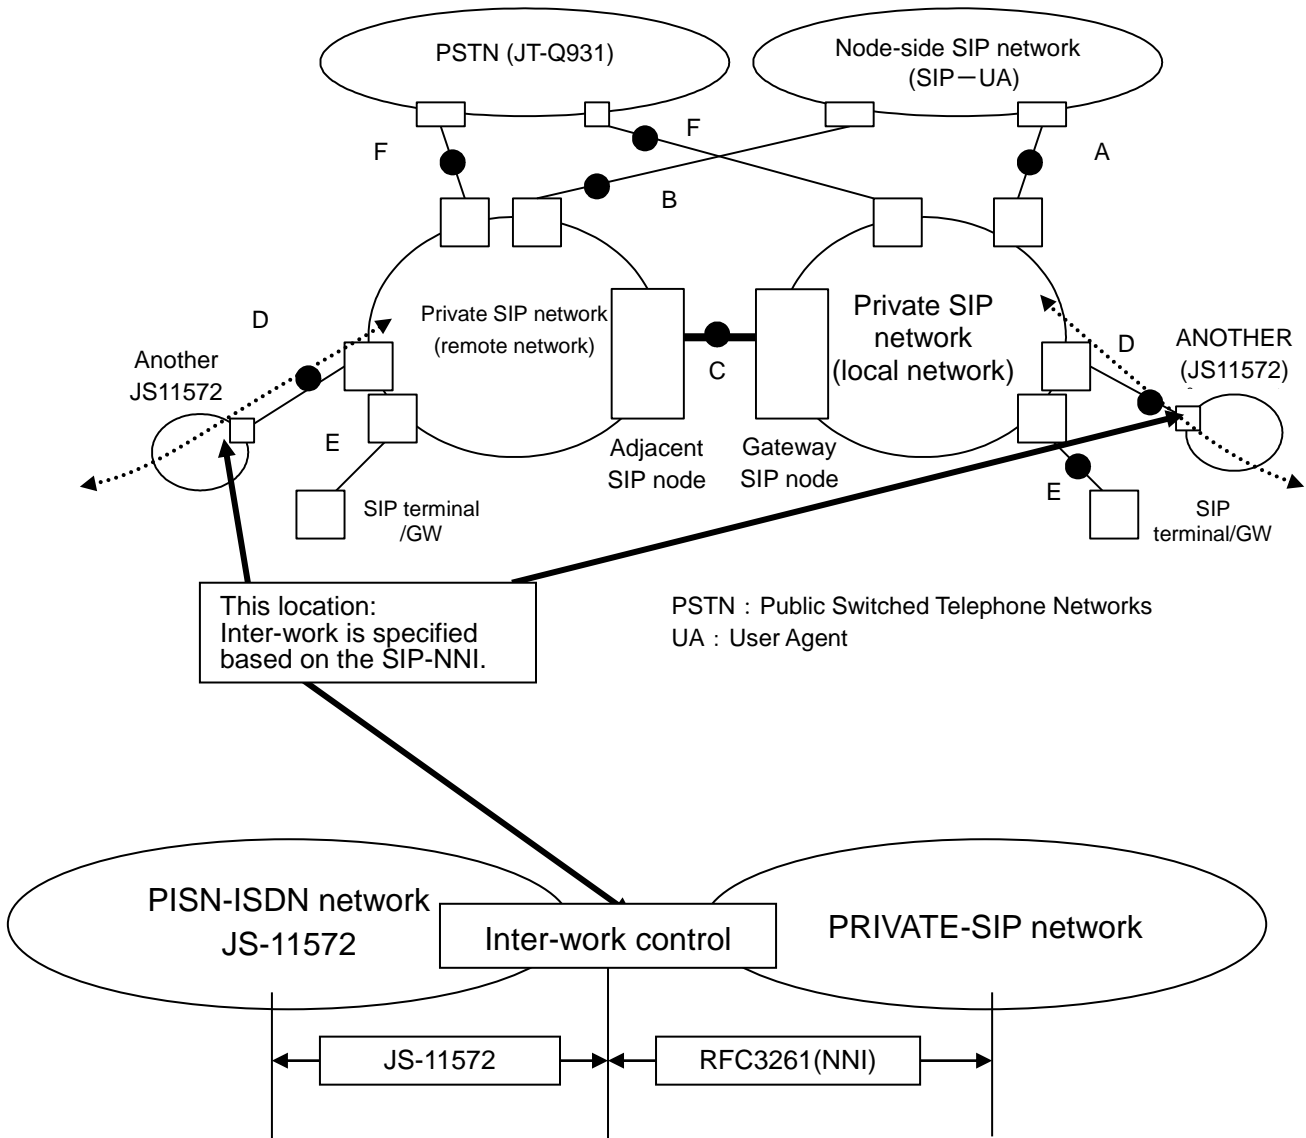 PSTN (JT-Q931)
Node-side SIP network
(SIP－UA)
F
F
A
B
D
Private SIP network
(remote network)
Private SIP
network
(local network)
C
D
Another
JS11572
ANOTHER
(JS11572)
E
Adjacent
SIP node
Gateway
SIP node
E
SIP terminal
/GW
SIP
terminal/GW
This location:
Inter-work is specified
based on the SIP-NNI.
PSTN：Public Switched Telephone Networks
UA：User Agent
PISN-ISDN network
JS-11572
Inter-work control
PRIVATE-SIP network
JS-11572
RFC3261(NNI)